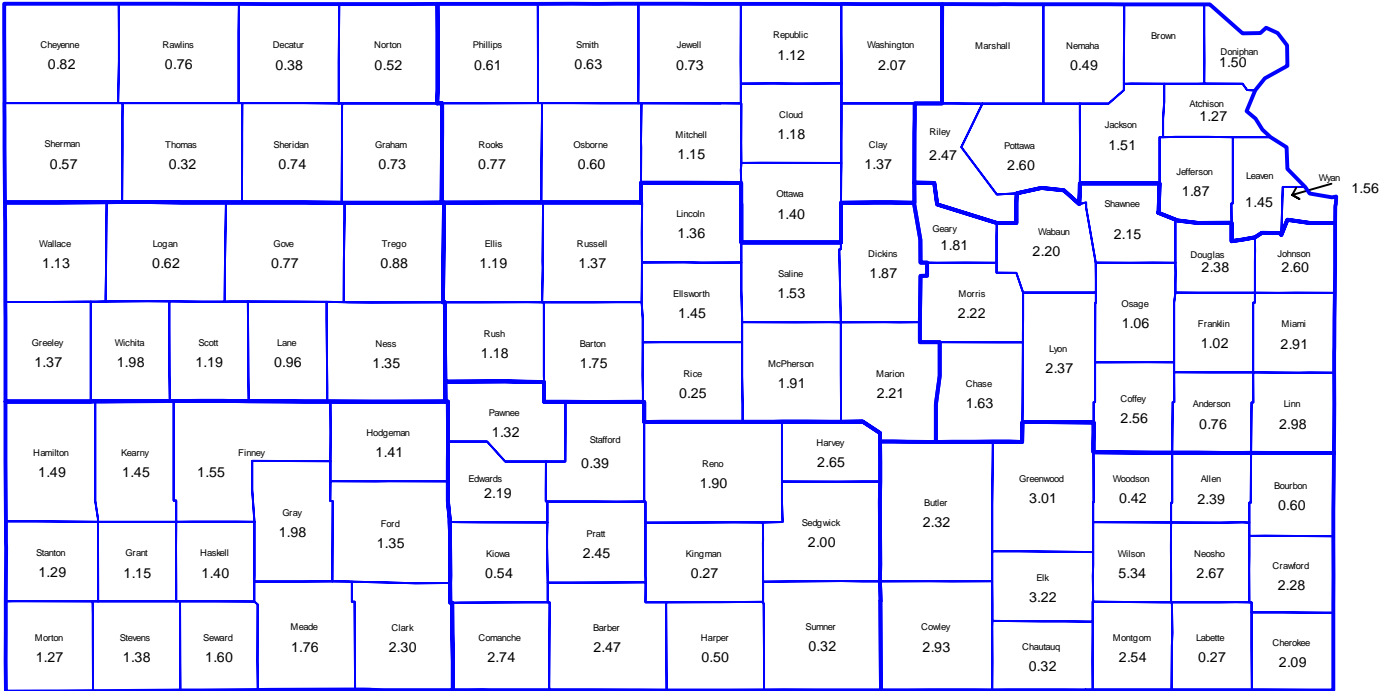 Cheyenne
0.82
Rawlins
0.76
Decatur
0.38
Norton
0.52
Phillips
0.61
Smith
0.63
Jewell
0.73
Republic
1.12
Washington
2.07
Marshall
Nemaha
0.49
Brown
Doniphan
1.50
Sherman
0.57
Thomas
0.32
Sheridan
0.74
Graham
0.73
Rooks
0.77
Osborne
0.60
Mitchell
1.15
Cloud
1.18
Clay
1.37
Riley
2.47
Pottawa
2.60
Jackson
1.51
Atchison
1.27
Jefferson
1.87
Leaven
1.45
Wyan
1.56
Ottawa
1.40
Lincoln
1.36
Wallace
1.13
Logan
0.62
Gove
0.77
Trego
0.88
Ellis
1.19
Russell
1.37
Saline
1.53
Dickins
1.87
Geary
1.81
Wabaun
2.20
Shawnee
2.15
Douglas
2.38
Johnson
2.60
Ellsworth
1.45
Morris
2.22
Osage
1.06
Franklin
1.02
Miami
2.91
Greeley
1.37
Wichita
1.98
Scott
1.19
Lane
0.96
Ness
1.35
Rush
1.18
Barton
1.75
Rice
0.25
McPherson
1.91
Marion
2.21
Chase
1.63
Lyon
2.37
Coffey
2.56
Anderson
0.76
Linn
2.98
Hamilton
1.49
Kearny
1.45
Finney
1.55
Hodgeman
1.41
Pawnee
1.32
Stafford
0.39
Edwards
2.19
Reno
1.90
Harvey
2.65
Gray
1.98
Ford
1.35
Pratt
2.45
Sedgwick
2.00
Butler
2.32
Greenwood
3.01
Woodson
0.42
Allen
2.39
Bourbon
0.60
Stanton
1.29
Grant
1.15
Haskell
1.40
Kiowa
0.54
Kingman
0.27
Elk
3.22
Wilson
5.34
Neosho
2.67
Crawford
2.28
Morton
1.27
Stevens
1.38
Seward
1.60
Meade
1.76
Clark
2.30
Comanche
2.74
Barber
2.47
Harper
0.50
Sumner
0.32
Cowley
2.93
Chautauq
0.32
Montgom
2.54
Labette
0.27
Cherokee
2.09